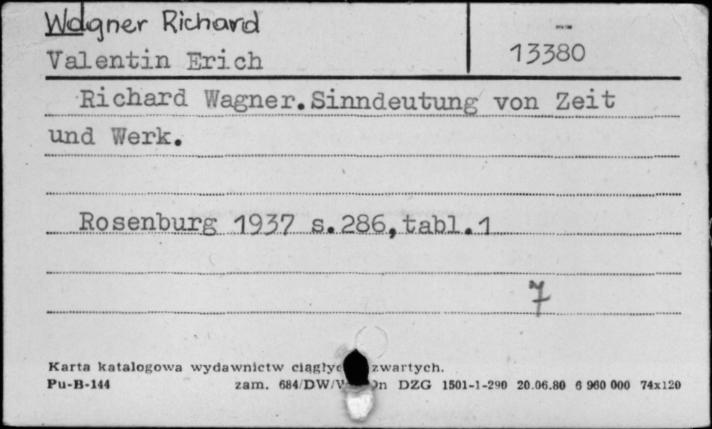 Wagner Richard
Valentin Erich
13380
Richard Wagner.Sinndeutung von Zeit
und Werk.
Rosenburg 1937 s.286,tabl.1
7
Karta katalogowa wydawnictw zwartych.
Pu-B-144 zam. 684/DW/ DZG 1501-1-290 20.06.80 6 960 000 74x120